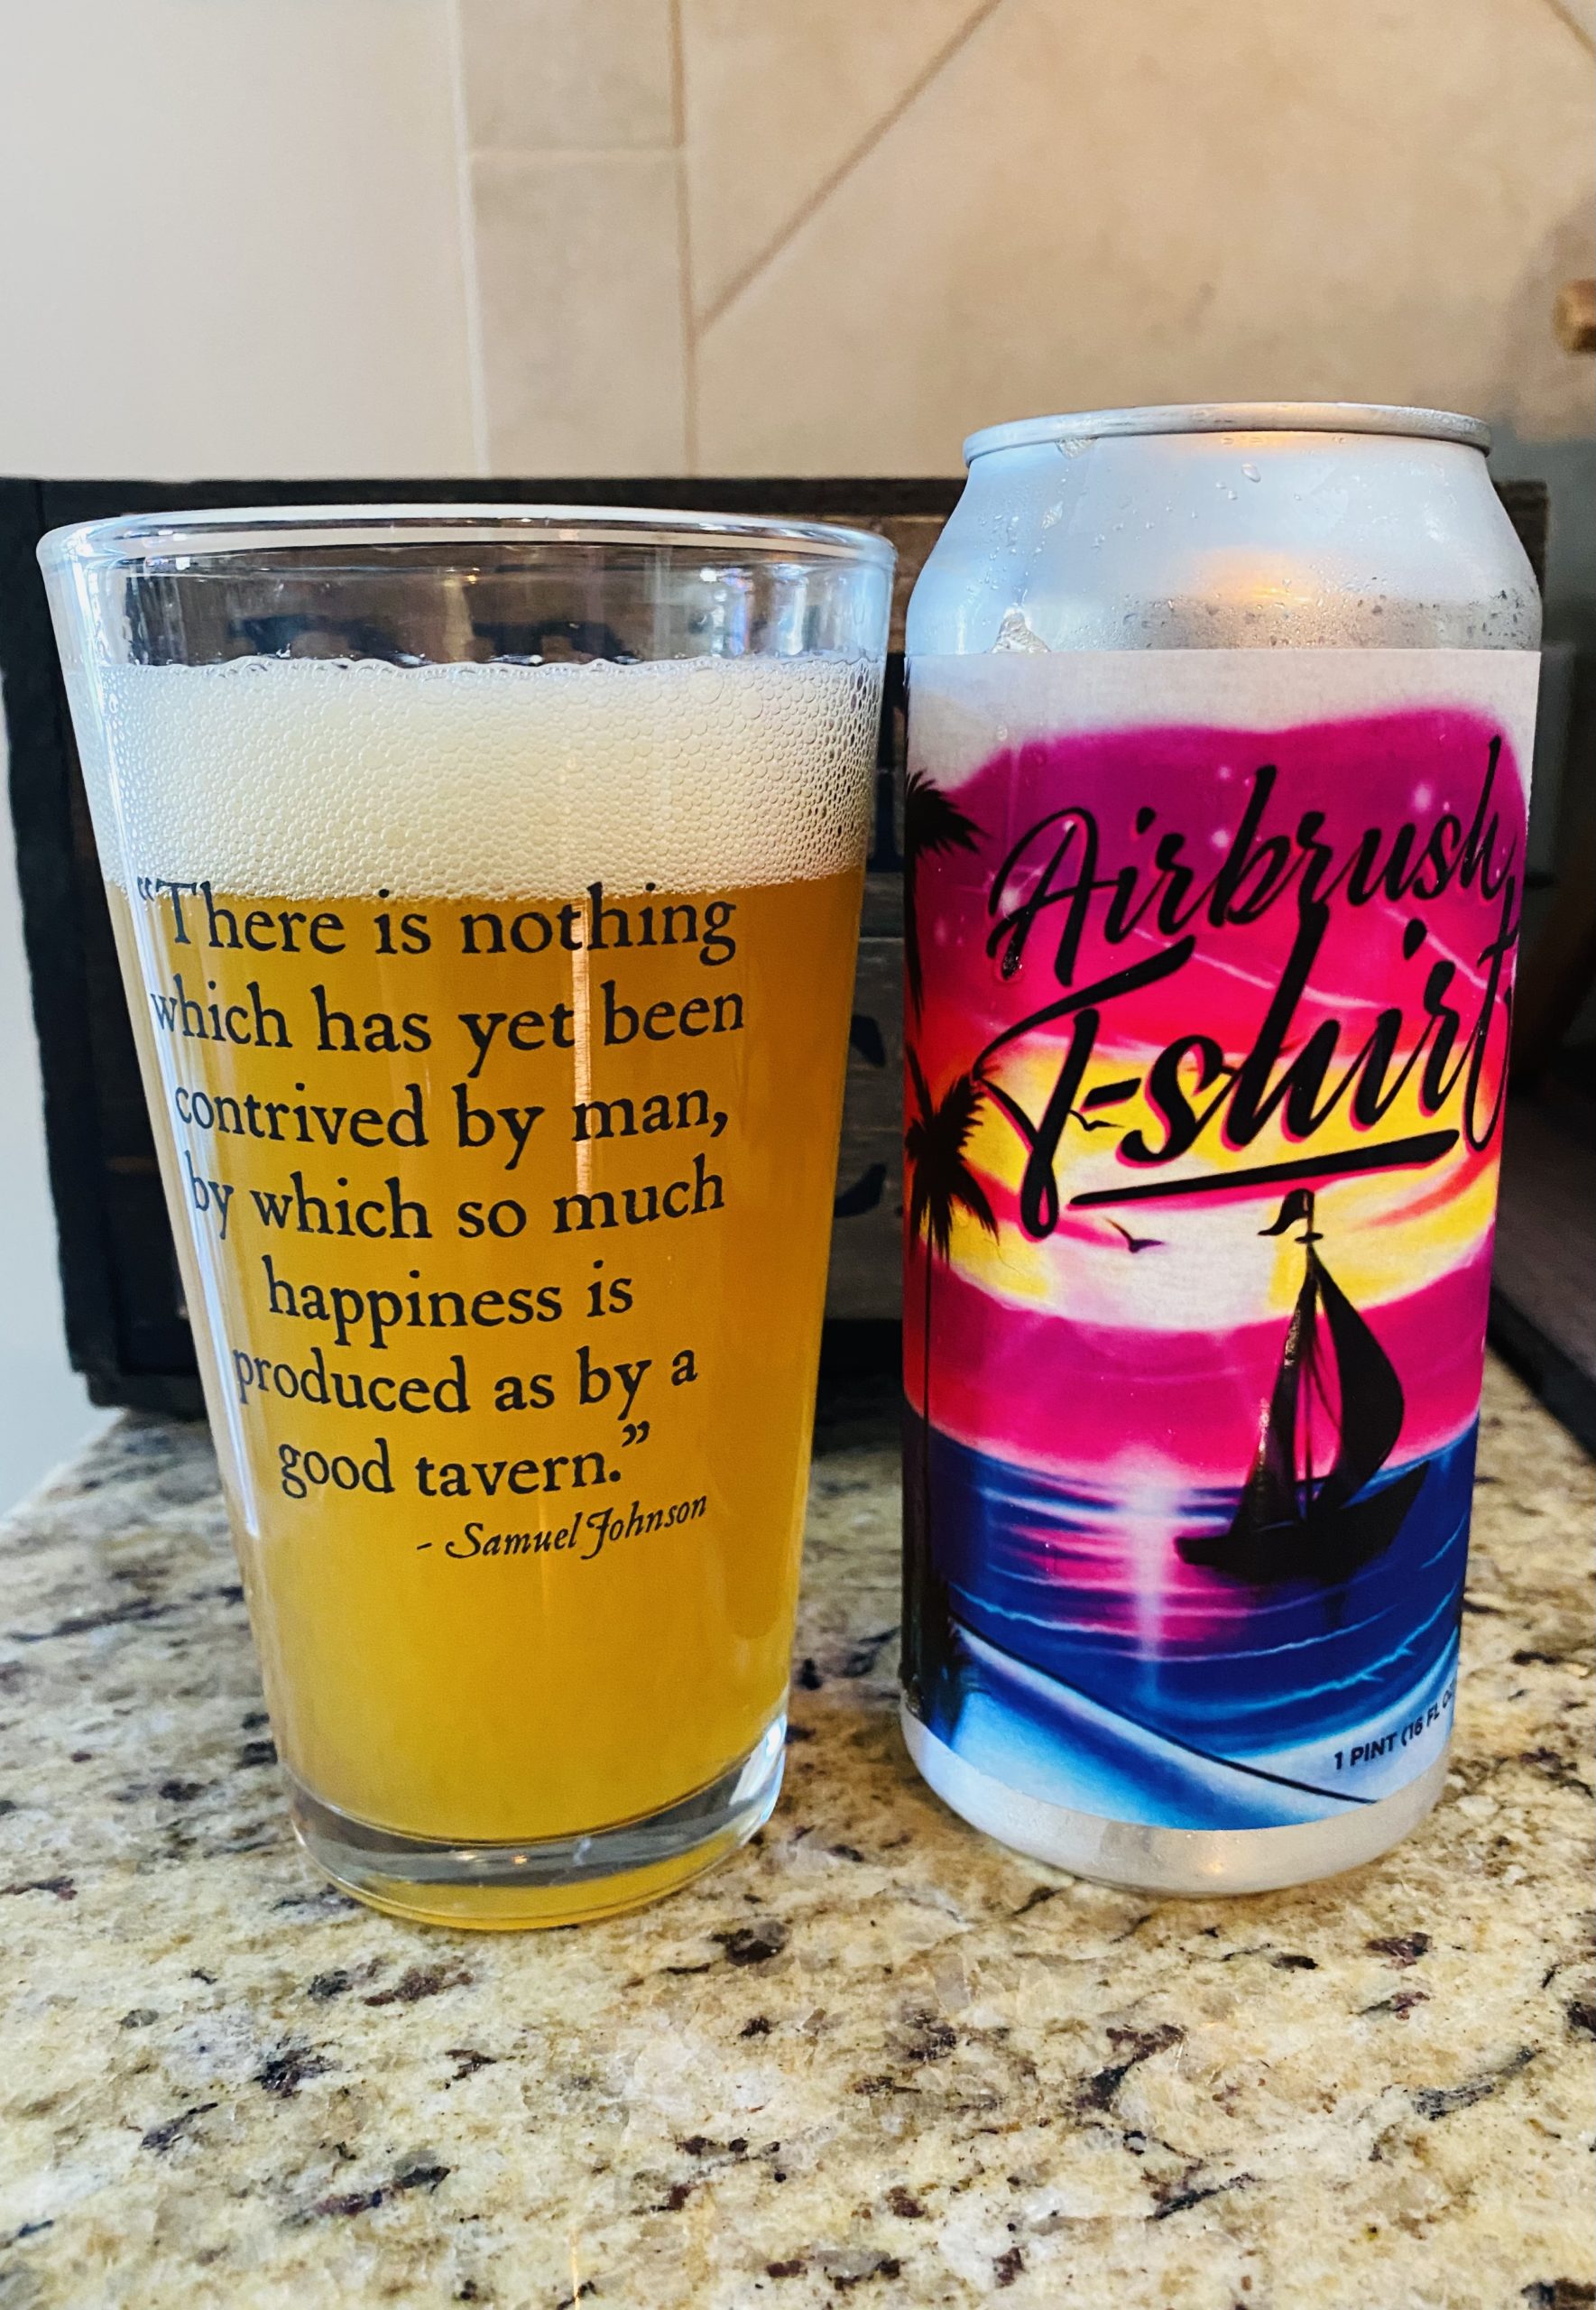 “There is nothing
which has yet been
contrived by man,
by which so much
happiness is
produced as by a
good tavern.”
- Samuel Johnson
Airbrush
T-shirt
1 PINT (16 FL OZ